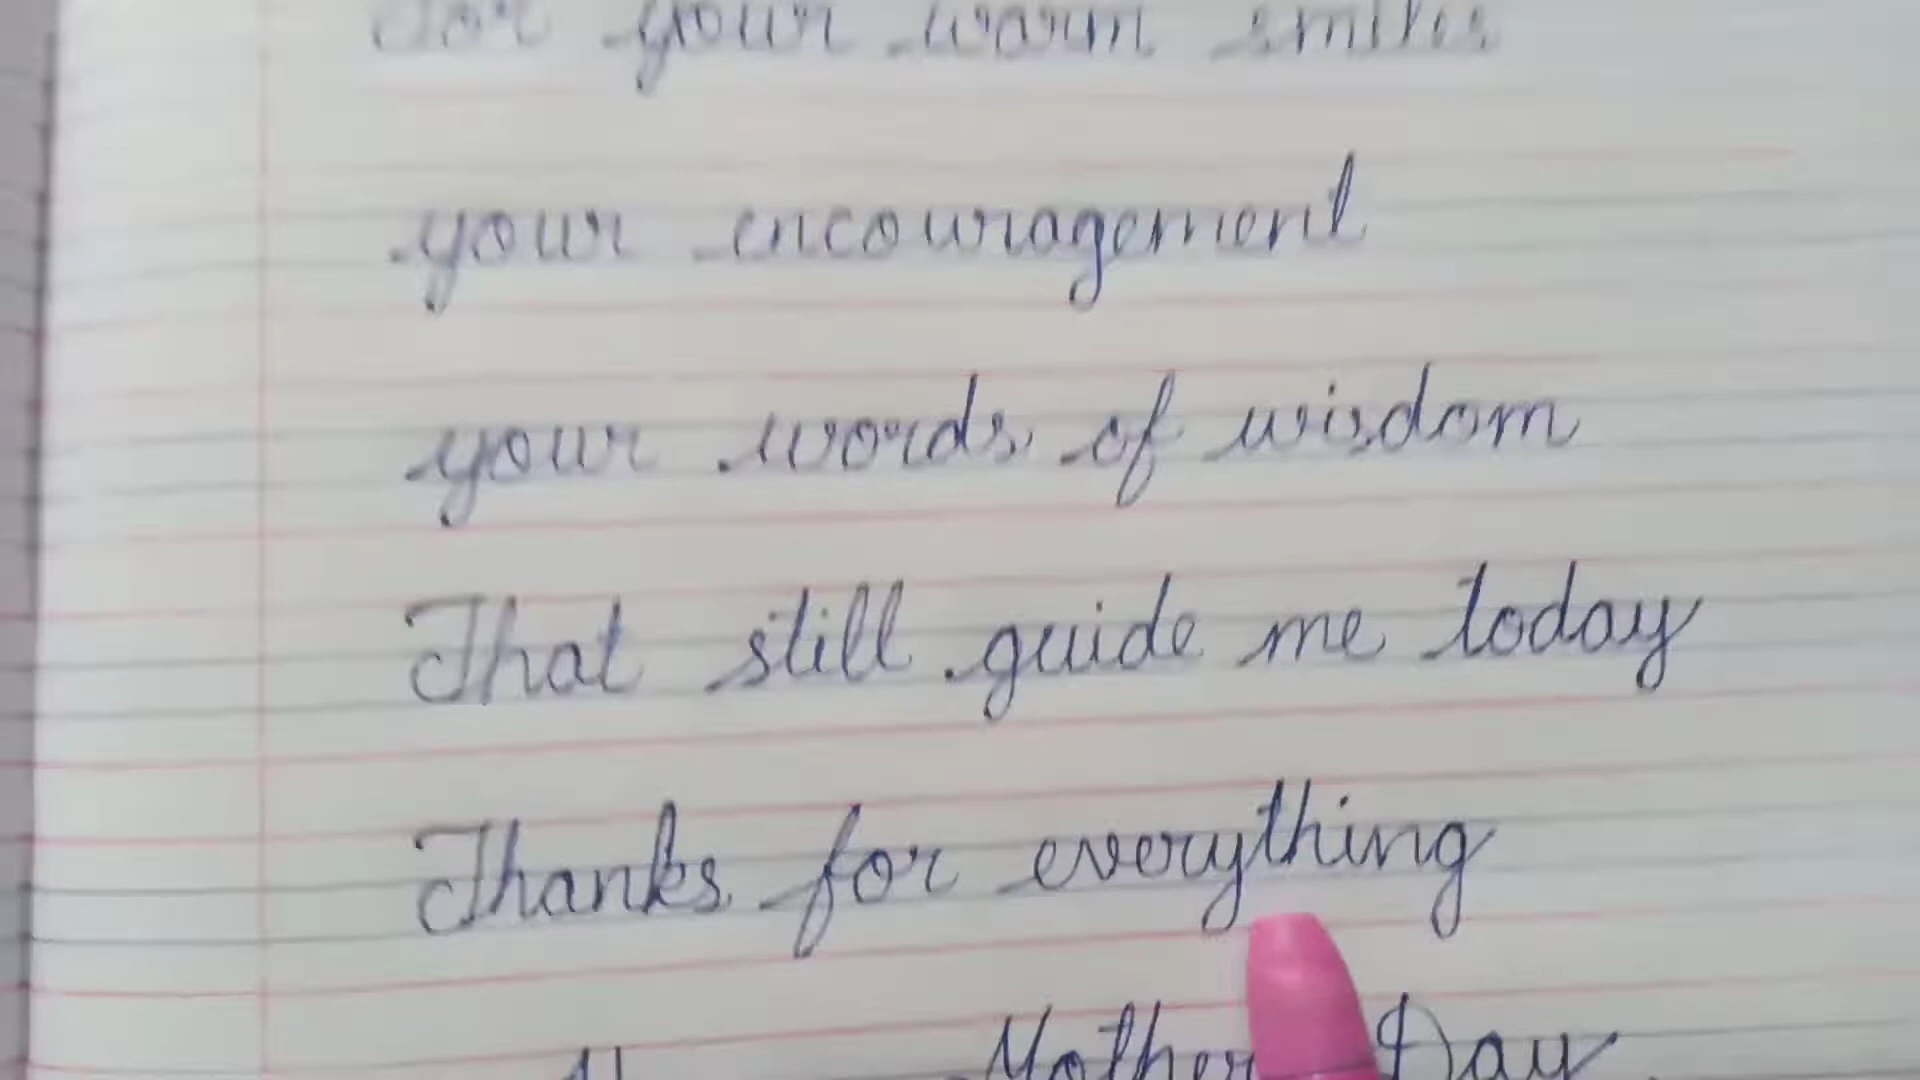 For your warm smiles
your encouragement
your words of wisdom
That still guide me today
Thanks for everything
Mother Day